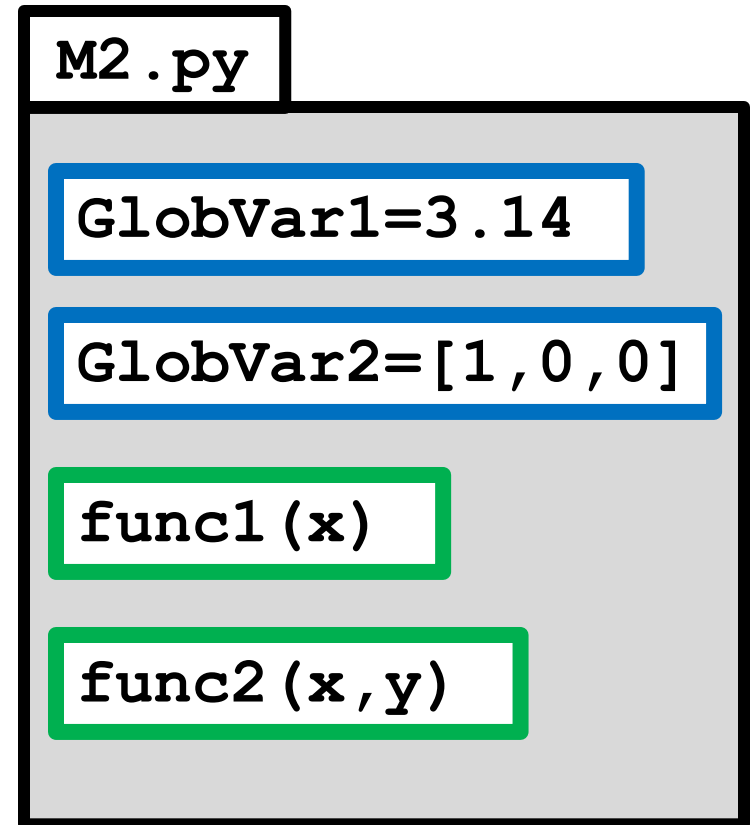 M2.py
GlobVar1=3.14
GlobVar2=[1,0,0]
func1(x)
func2(x,y)